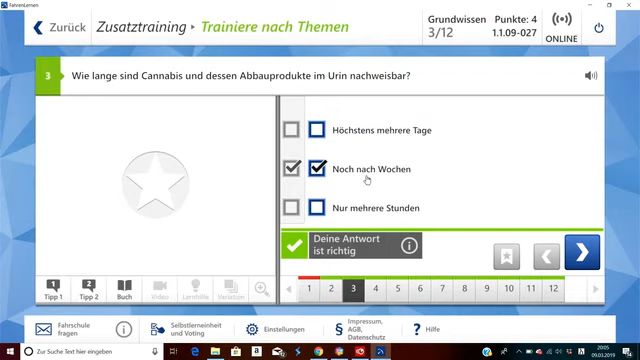 FahrenLernen
Zurück
Zusatztraining ▸ Trainiere nach Themen
Grundwissen
3/12
Punkte: 4
1.1.09-027
ONLINE
3
Wie lange sind Cannabis und dessen Abbauprodukte im Urin nachweisbar?
Höchstens mehrere Tage
Noch nach Wochen
Nur mehrere Stunden
Deine Antwort
ist richtig
1
Tipp 1
2
Tipp 2
Buch
Video
Lernhilfe
Variation
1 2 3 4 5 6 7 8 9 10 11 12
Fahrschule
fragen
Selbstlerneinheit
und Voting
Einstellungen
Impressum,
AGB,
Datenschutz
Hilfe
Zur Suche Text hier eingeben
20:05
09.03.2019